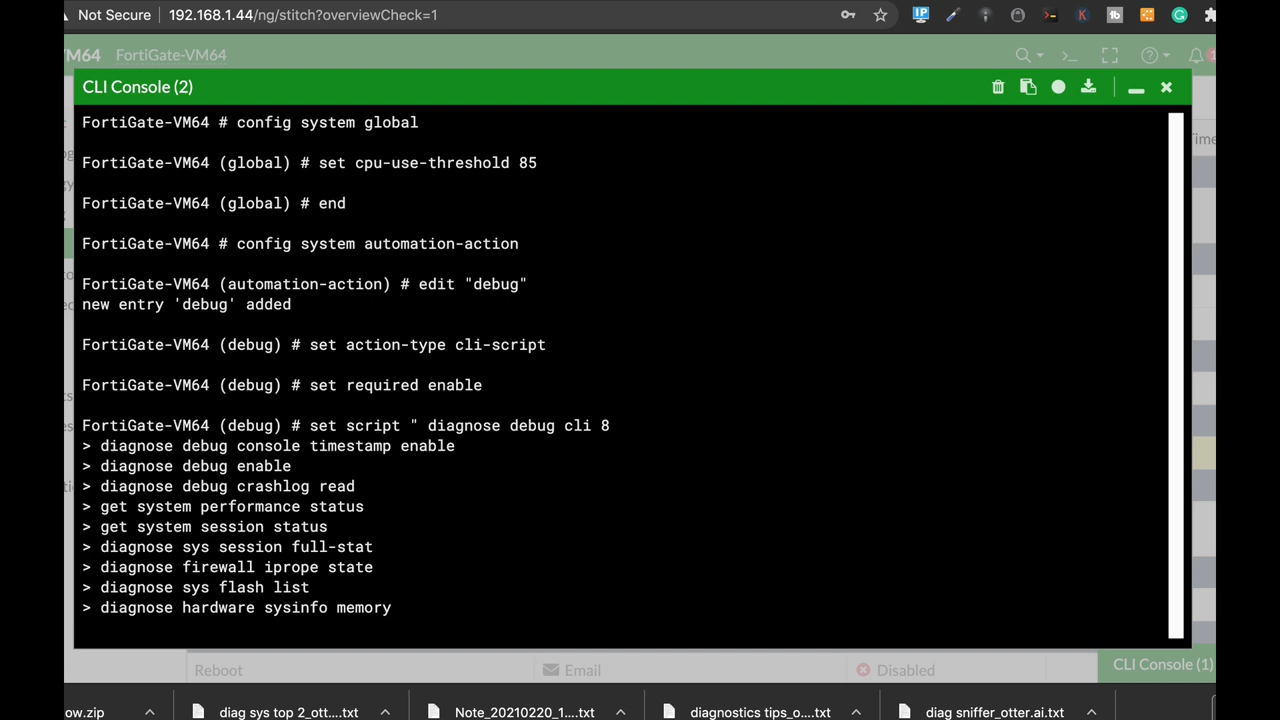 Not Secure 192.168.1.44/ng/stitch?overviewCheck=1
VM64 FortiGate-VM64
CLI Console (2)
FortiGate-VM64 # config system global
FortiGate-VM64 (global) # set cpu-use-threshold 85
FortiGate-VM64 (global) # end
FortiGate-VM64 # config system automation-action
FortiGate-VM64 (automation-action) # edit "debug"
new entry 'debug' added
FortiGate-VM64 (debug) # set action-type cli-script
FortiGate-VM64 (debug) # set required enable
FortiGate-VM64 (debug) # set script " diagnose debug cli 8
> diagnose debug console timestamp enable
> diagnose debug enable
> diagnose debug crashlog read
> get system performance status
> get system session status
> diagnose sys session full-stat
> diagnose firewall iprope state
> diagnose sys flash list
> diagnose hardware sysinfo memory
Reboot Email Disabled
CLI Console (1)
ow.zip diag sys top 2_ott....txt Note_20210220_1....txt diagnostics tips_o....txt diag sniffer_otter.ai.txt